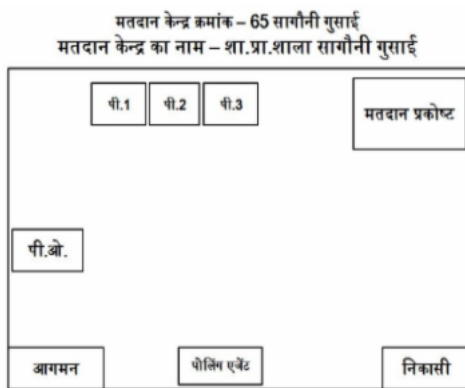 मतदान केन्द्र क्रमांक – 65 सागौनी गुसाई
मतदान केन्द्र का नाम – शा.प्रा.शाला सागौनी गुसाई
पी.1 पी.2 पी.3
मतदान प्रकोष्ट
पी.ओ.
आगमन पोलिंग एजेंट निकासी